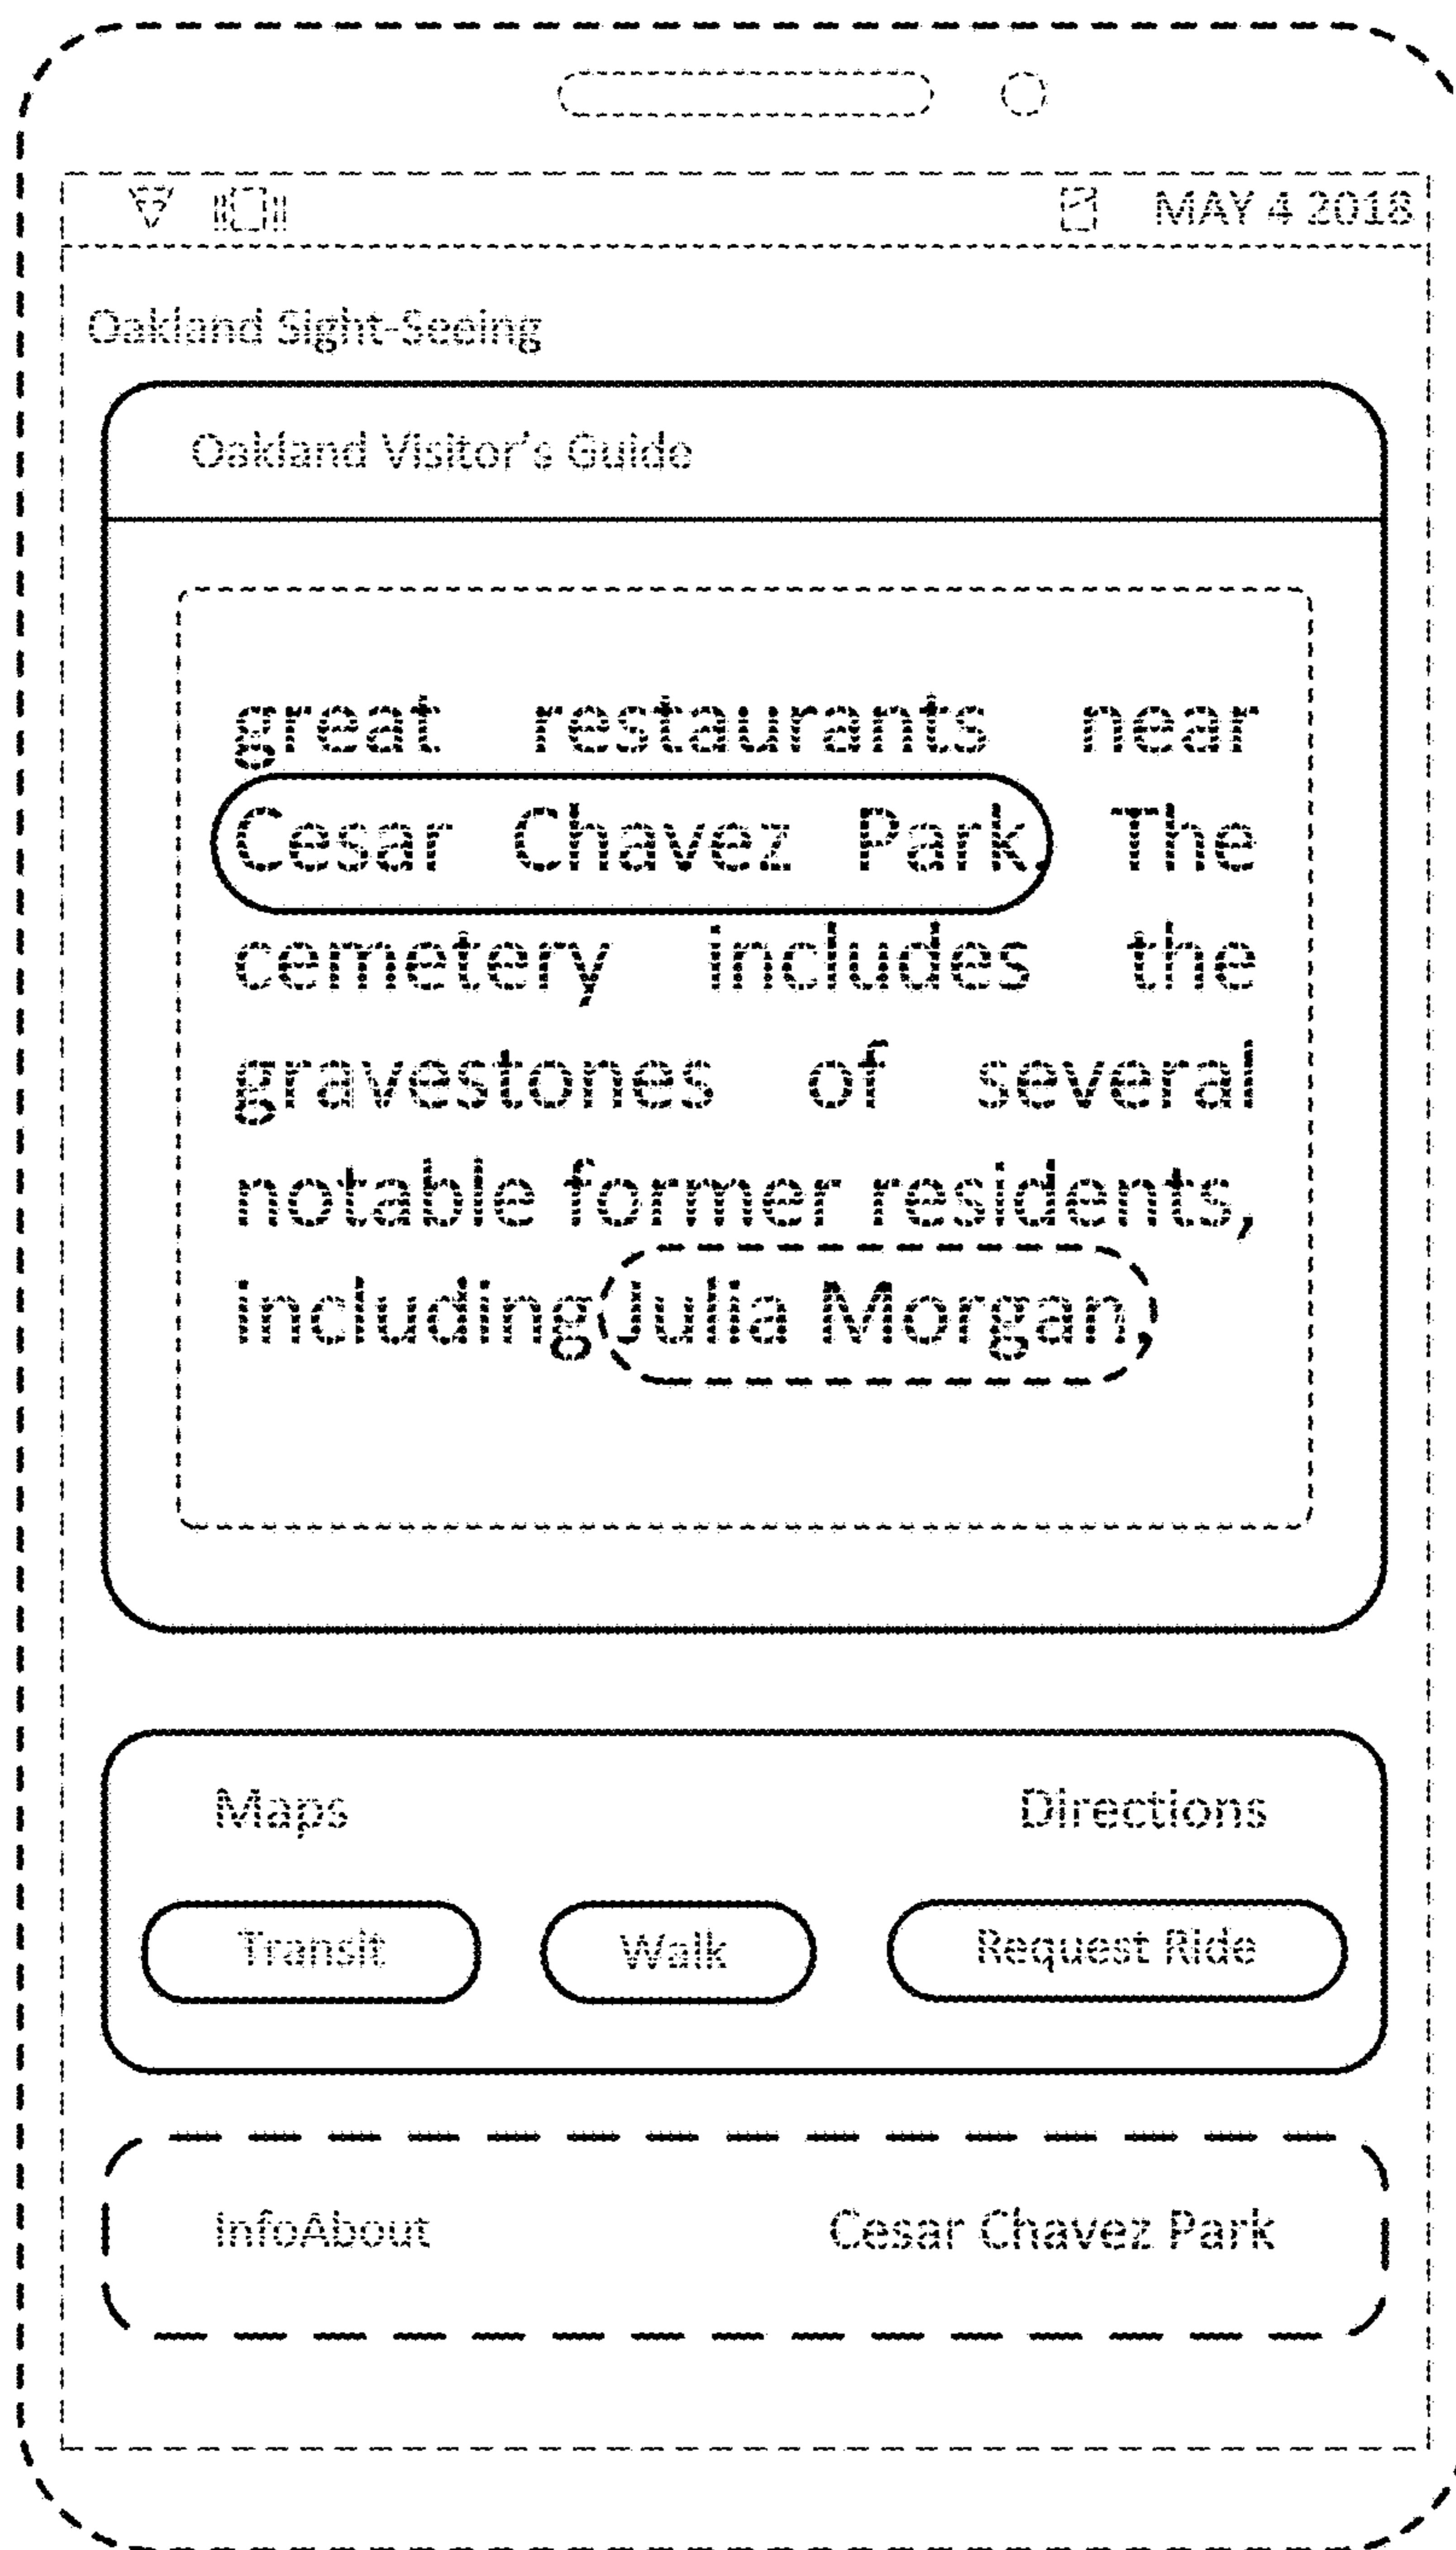 MAY 4 2018
Oakland Sight-Seeing
Oakland Visitor's Guide
great restaurants near
Cesar Chavez Park. The
cemetery includes the
gravestones of several
notable former residents,
including Julia Morgan,
Maps Directions
Transit Walk Request Ride
InfoAbout Cesar Chavez Park